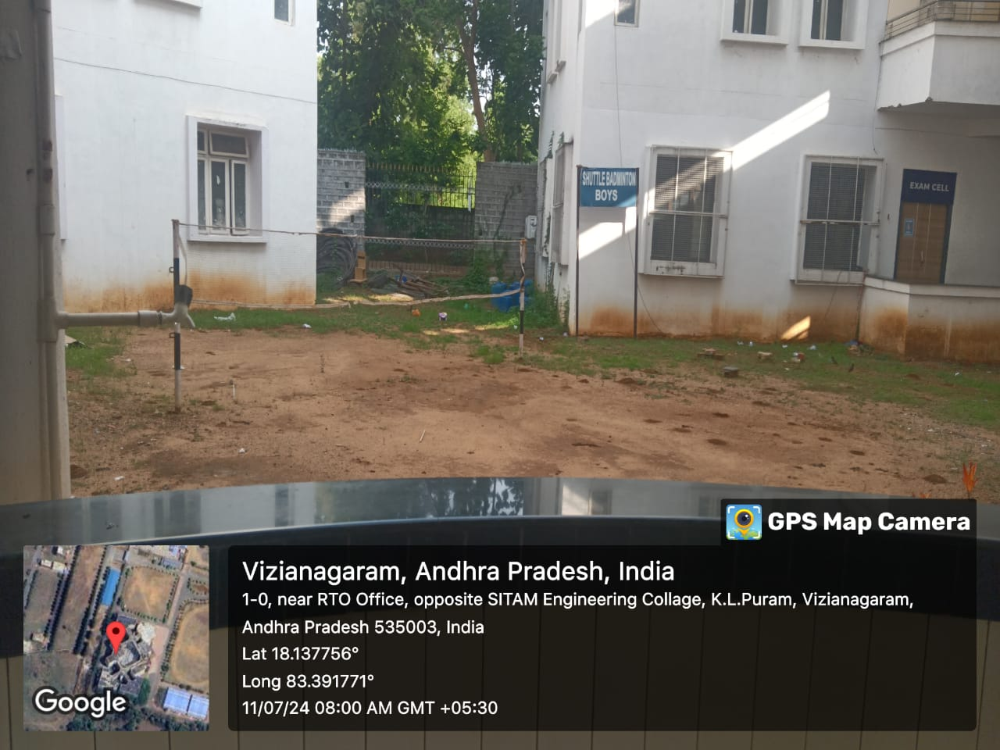 SHUTTLE BADMINTON
BOYS
EXAM CELL
GPS Map Camera
Vizianagaram, Andhra Pradesh, India
1-0, near RTO Office, opposite SITAM Engineering Collage, K.L.Puram, Vizianagaram,
Andhra Pradesh 535003, India
Lat 18.137756°
Long 83.391771°
11/07/24 08:00 AM GMT +05:30
Google